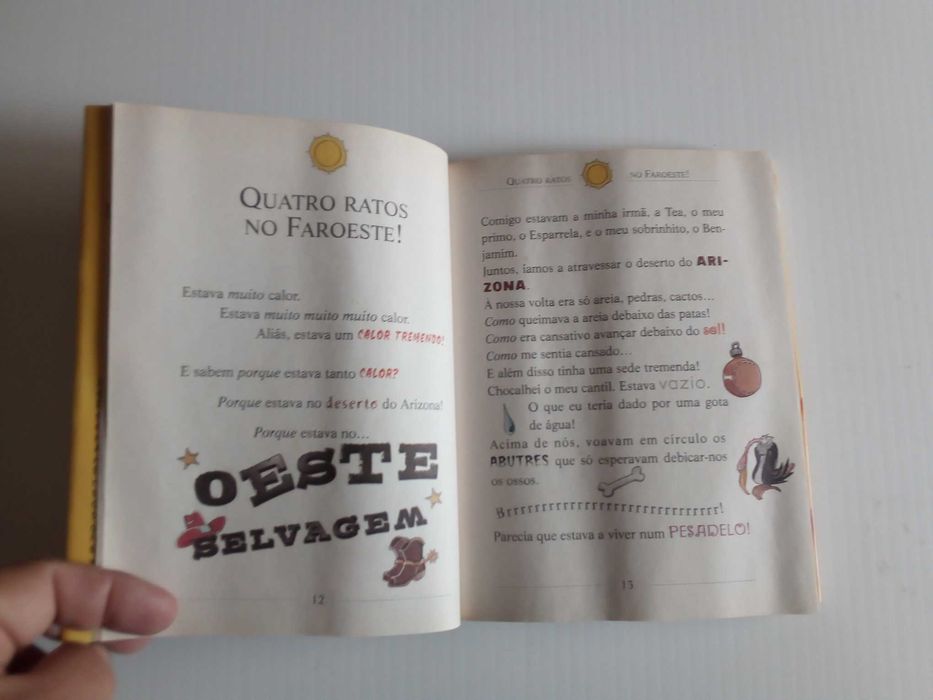 QUATRO RATOS
NO FAROESTE!
Estava muito calor.
Estava muito muito muito calor.
Aliás, estava um CALOR TREMENDO!
E sabem porque estava tanto CALOR?
Porque estava no deserto do Arizona!
Porque estava no...
OESTE
SELVAGEM
12
QUATRO RATOS NO FAROESTE!
Comigo estavam a minha irmã, a Tea, o meu
primo, o Esparrela, e o meu sobrinhito, o Ben-
jamim.
Juntos, íamos a atravessar o deserto do ARI-
ZONA.
À nossa volta era só areia, pedras, cactos...
Como queimava a areia debaixo das patas!
Como era cansativo avançar debaixo do sol!
Como me sentia cansado...
E além disso tinha uma sede tremenda!
Chocalhei o meu cantil. Estava vazio.
O que eu teria dado por uma gota
de água!
Acima de nós, voavam em círculo os
ABUTRES que só esperavam debicar-nos
os ossos.
Brrrrrrrrrrrrrrrrrrrrrrrrrrrrrrr!
Parecia que estava a viver num PESADELO!
13